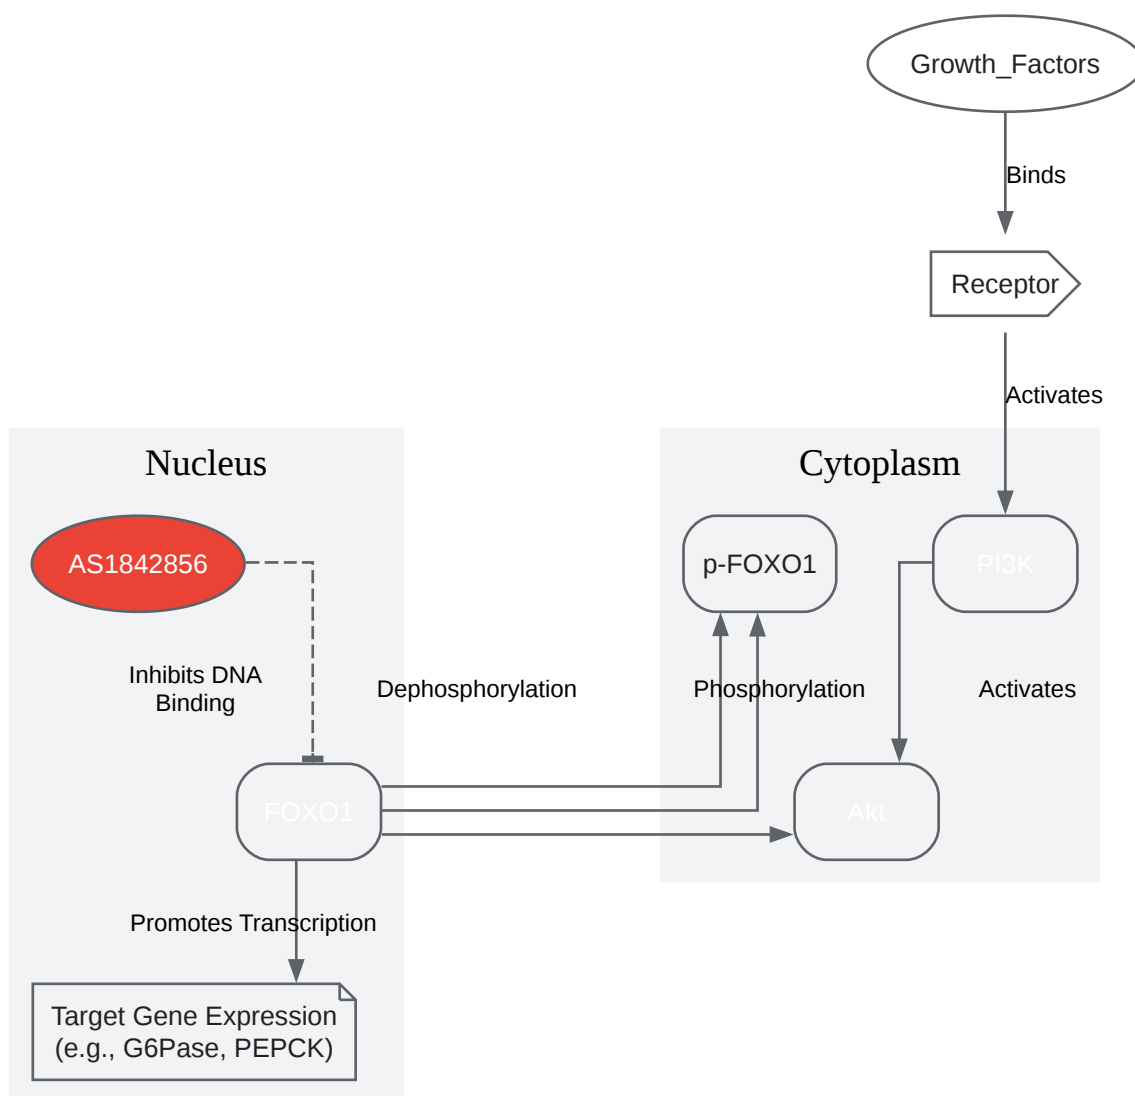 Growth_Factors
Binds
Receptor
Activates
Nucleus
Cytoplasm
AS1842856
p-FOXO1
PI3K
Inhibits DNA
Binding
Dephosphorylation
Phosphorylation
Activates
FOXO1
Akt
Promotes Transcription
Target Gene Expression
(e.g., G6Pase, PEPCK)